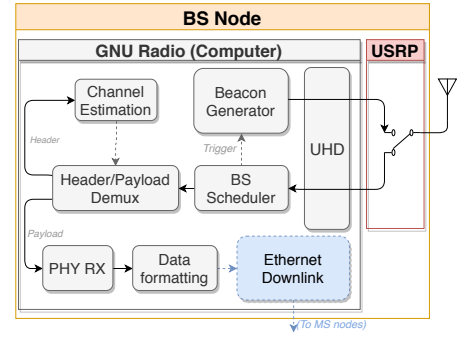 BS Node
GNU Radio (Computer)
USRP
Channel
Estimation
Beacon
Generator
UHD
Header
Trigger
Header/Payload
Demux
BS
Scheduler
Payload
PHY RX
Data
formatting
Ethernet
Downlink
(To MS nodes)